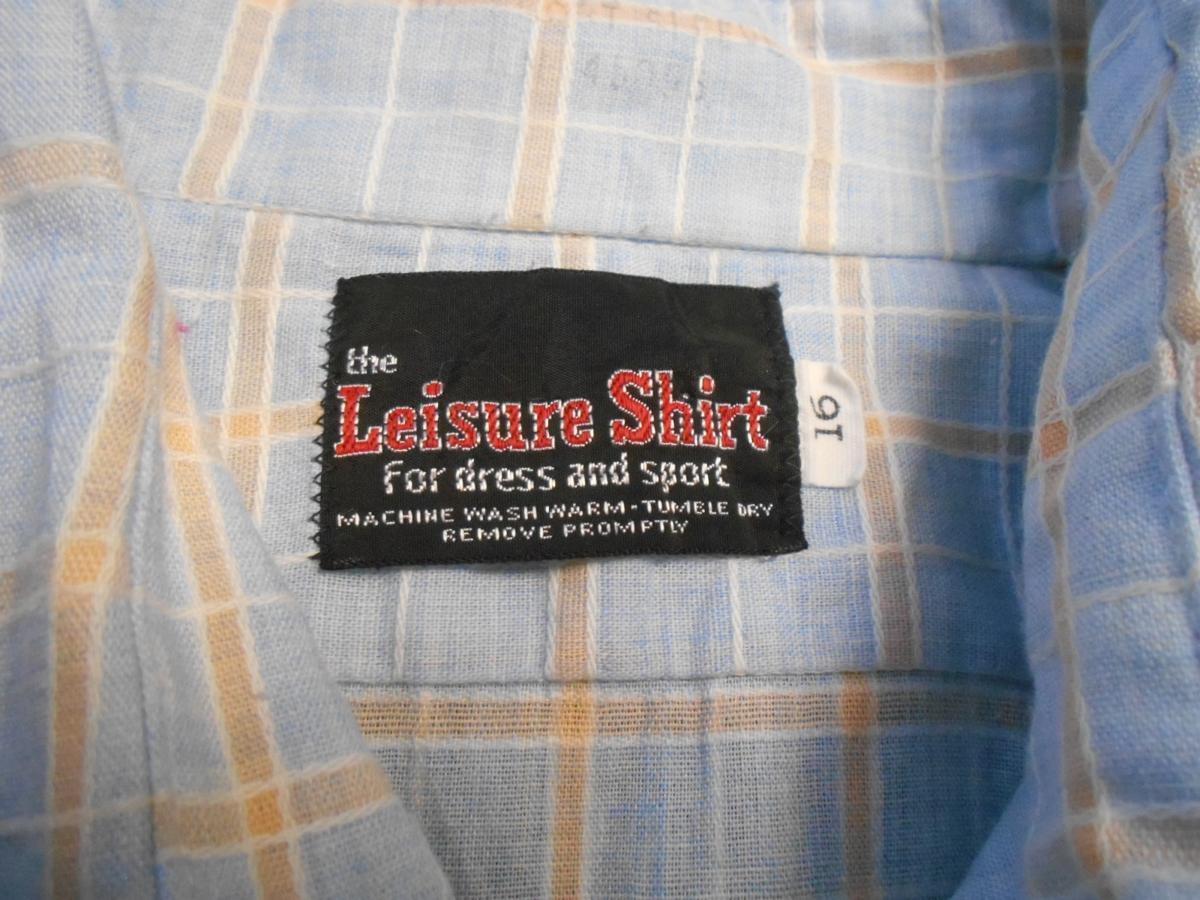 the
Leisure Shirt
For dress and sport
MACHINE WASH WARM-TUMBLE DRY
REMOVE PROMPTLY
16